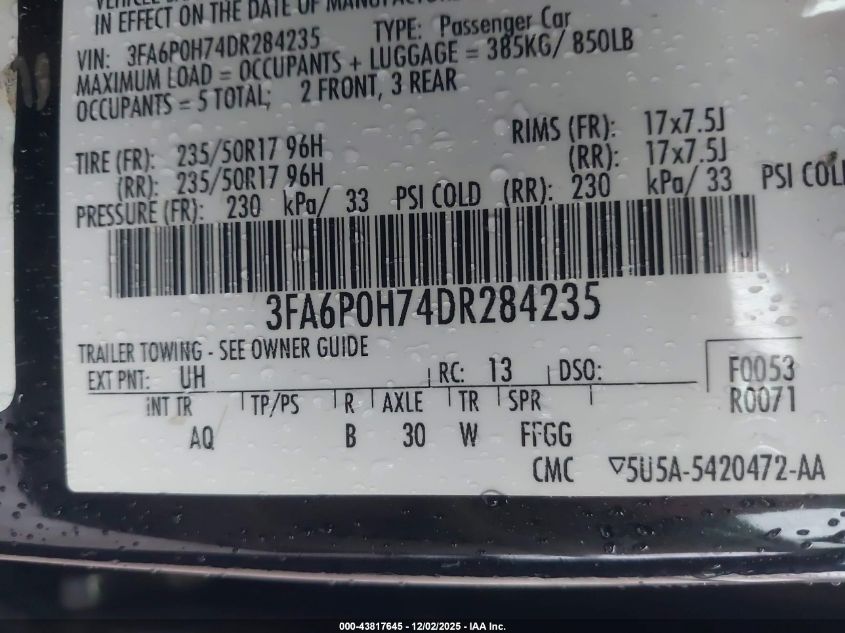 IN EFFECT ON THE DATE OF
VIN: 3FA6P0H74DR284235 TYPE: Passenger Car
MAXIMUM LOAD = OCCUPANTS + LUGGAGE = 385KG/ 850LB
OCCUPANTS = 5 TOTAL; 2 FRONT, 3 REAR
TIRE (FR): 235/50R17 96H RIMS (FR): 17x7.5J
(RR): 235/50R17 96H (RR): 17x7.5J
PRESSURE (FR): 230 kPa/ 33 PSI COLD (RR): 230 kPa/ 33 PSI COLD
3FA6P0H74DR284235
TRAILER TOWING - SEE OWNER GUIDE
EXT PNT: UH RC: 13 DSO: F0053
INT TR TP/PS R AXLE TR SPR R0071
AQ B 30 W FFGG
CMC ▽5U5A-5420472-AA
000-43817645 - 12/02/2025 - IAA Inc.